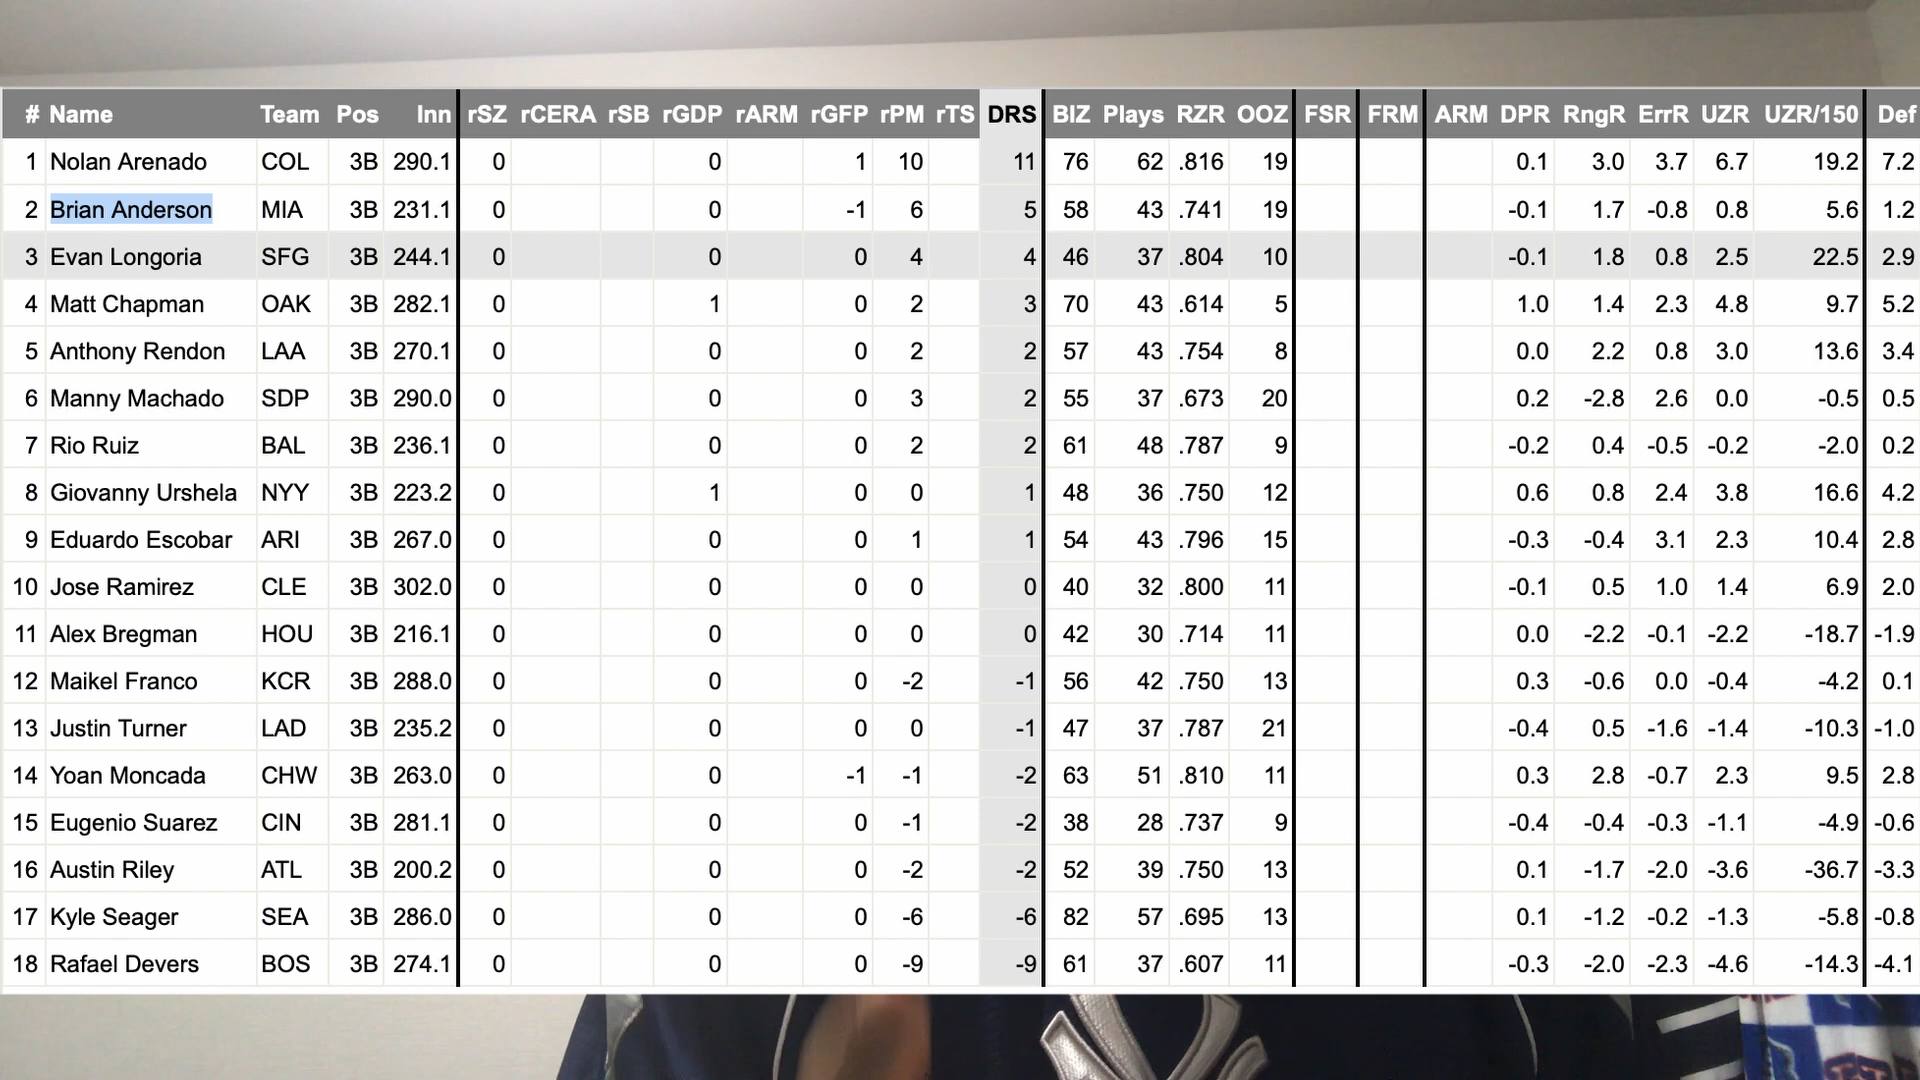 # Name Team Pos Inn rSZ rCERA rSB rGDP rARM rGFP rPM rTS DRS BIZ Plays RZR OOZ FSR FRM ARM DPR RngR ErrR UZR UZR/150 Def
1 Nolan Arenado COL 3B 290.1 0 0 1 10 11 76 62 .816 19 0.1 3.0 3.7 6.7 19.2 7.2
2 Brian Anderson MIA 3B 231.1 0 0 -1 6 5 58 43 .741 19 -0.1 1.7 -0.8 0.8 5.6 1.2
3 Evan Longoria SFG 3B 244.1 0 0 0 4 4 46 37 .804 10 -0.1 1.8 0.8 2.5 22.5 2.9
4 Matt Chapman OAK 3B 282.1 0 1 0 2 3 70 43 .614 5 1.0 1.4 2.3 4.8 9.7 5.2
5 Anthony Rendon LAA 3B 270.1 0 0 0 2 2 57 43 .754 8 0.0 2.2 0.8 3.0 13.6 3.4
6 Manny Machado SDP 3B 290.0 0 0 0 3 2 55 37 .673 20 0.2 -2.8 2.6 0.0 -0.5 0.5
7 Rio Ruiz BAL 3B 236.1 0 0 0 2 2 61 48 .787 9 -0.2 0.4 -0.5 -0.2 -2.0 0.2
8 Giovanny Urshela NYY 3B 223.2 0 1 0 0 1 48 36 .750 12 0.6 0.8 2.4 3.8 16.6 4.2
9 Eduardo Escobar ARI 3B 267.0 0 0 0 1 1 54 43 .796 15 -0.3 -0.4 3.1 2.3 10.4 2.8
10 Jose Ramirez CLE 3B 302.0 0 0 0 0 0 40 32 .800 11 -0.1 0.5 1.0 1.4 6.9 2.0
11 Alex Bregman HOU 3B 216.1 0 0 0 0 0 42 30 .714 11 0.0 -2.2 -0.1 -2.2 -18.7 -1.9
12 Maikel Franco KCR 3B 288.0 0 0 0 -2 -1 56 42 .750 13 0.3 -0.6 0.0 -0.4 -4.2 0.1
13 Justin Turner LAD 3B 235.2 0 0 0 0 -1 47 37 .787 21 -0.4 0.5 -1.6 -1.4 -10.3 -1.0
14 Yoan Moncada CHW 3B 263.0 0 0 -1 -1 -2 63 51 .810 11 0.3 2.8 -0.7 2.3 9.5 2.8
15 Eugenio Suarez CIN 3B 281.1 0 0 0 -1 -2 38 28 .737 9 -0.4 -0.4 -0.3 -1.1 -4.9 -0.6
16 Austin Riley ATL 3B 200.2 0 0 0 -2 -2 52 39 .750 13 0.1 -1.7 -2.0 -3.6 -36.7 -3.3
17 Kyle Seager SEA 3B 286.0 0 0 0 -6 -6 82 57 .695 13 0.1 -1.2 -0.2 -1.3 -5.8 -0.8
18 Rafael Devers BOS 3B 274.1 0 0 0 -9 -9 61 37 .607 11 -0.3 -2.0 -2.3 -4.6 -14.3 -4.1